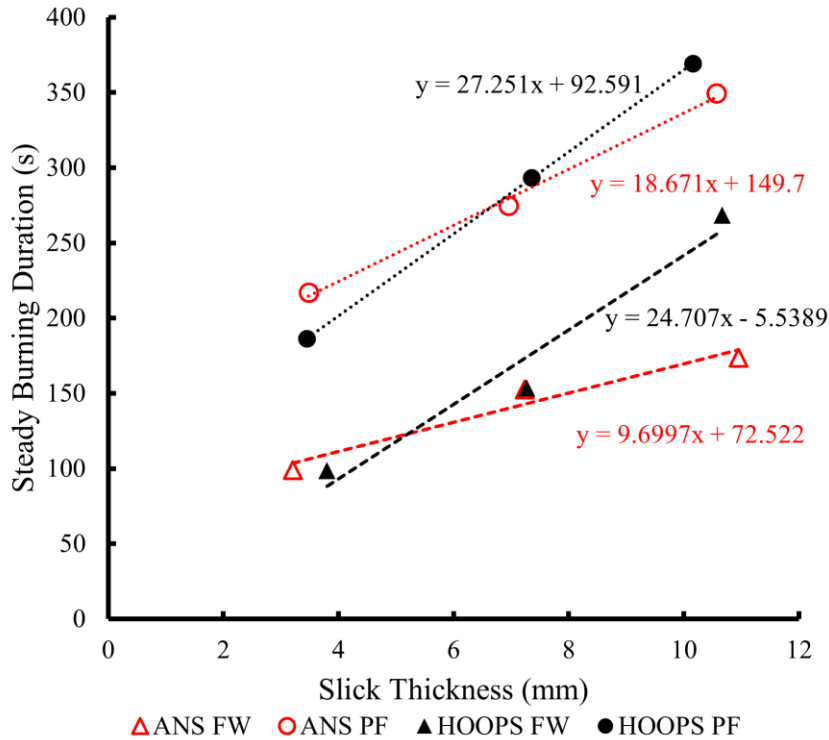 400
350
300
250
200
150
100
50
0
Steady Burning Duration (s)
y = 27.251x + 92.591
y = 18.671x + 149.7
y = 24.707x - 5.5389
y = 9.6997x + 72.522
0 2 4 6 8 10 12
Slick Thickness (mm)
ANS FW ANS PF HOOPS FW HOOPS PF